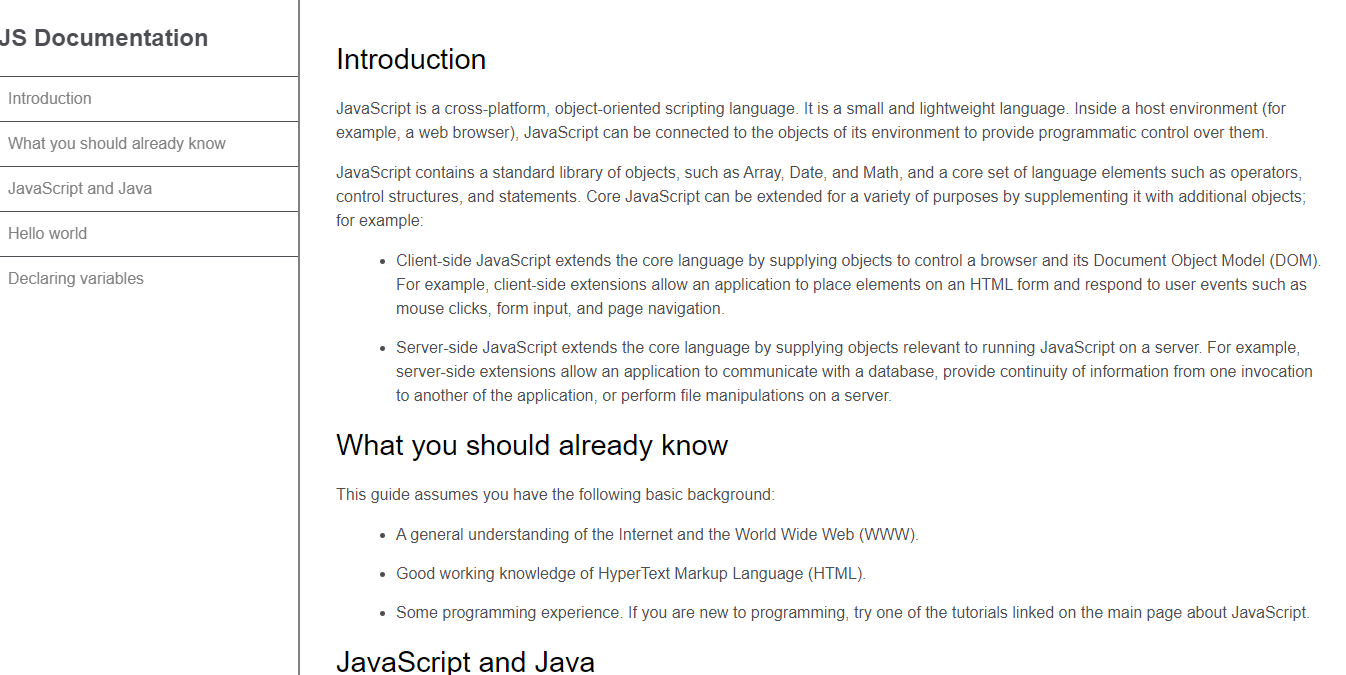 JS Documentation
Introduction
What you should already know
JavaScript and Java
Hello world
Declaring variables
Introduction
JavaScript is a cross-platform, object-oriented scripting language. It is a small and lightweight language. Inside a host environment (for
example, a web browser), JavaScript can be connected to the objects of its environment to provide programmatic control over them.
JavaScript contains a standard library of objects, such as Array, Date, and Math, and a core set of language elements such as operators,
control structures, and statements. Core JavaScript can be extended for a variety of purposes by supplementing it with additional objects;
for example:
• Client-side JavaScript extends the core language by supplying objects to control a browser and its Document Object Model (DOM).
For example, client-side extensions allow an application to place elements on an HTML form and respond to user events such as
mouse clicks, form input, and page navigation.
• Server-side JavaScript extends the core language by supplying objects relevant to running JavaScript on a server. For example,
server-side extensions allow an application to communicate with a database, provide continuity of information from one invocation
to another of the application, or perform file manipulations on a server.
What you should already know
This guide assumes you have the following basic background:
• A general understanding of the Internet and the World Wide Web (WWW).
• Good working knowledge of HyperText Markup Language (HTML).
• Some programming experience. If you are new to programming, try one of the tutorials linked on the main page about JavaScript.
JavaScript and Java